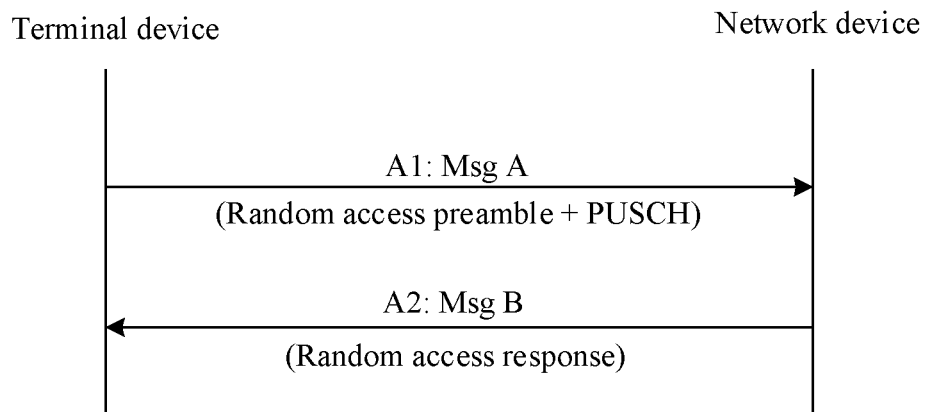 Terminal device
Network device
A1: Msg A
(Random access preamble + PUSCH)
A2: Msg B
(Random access response)